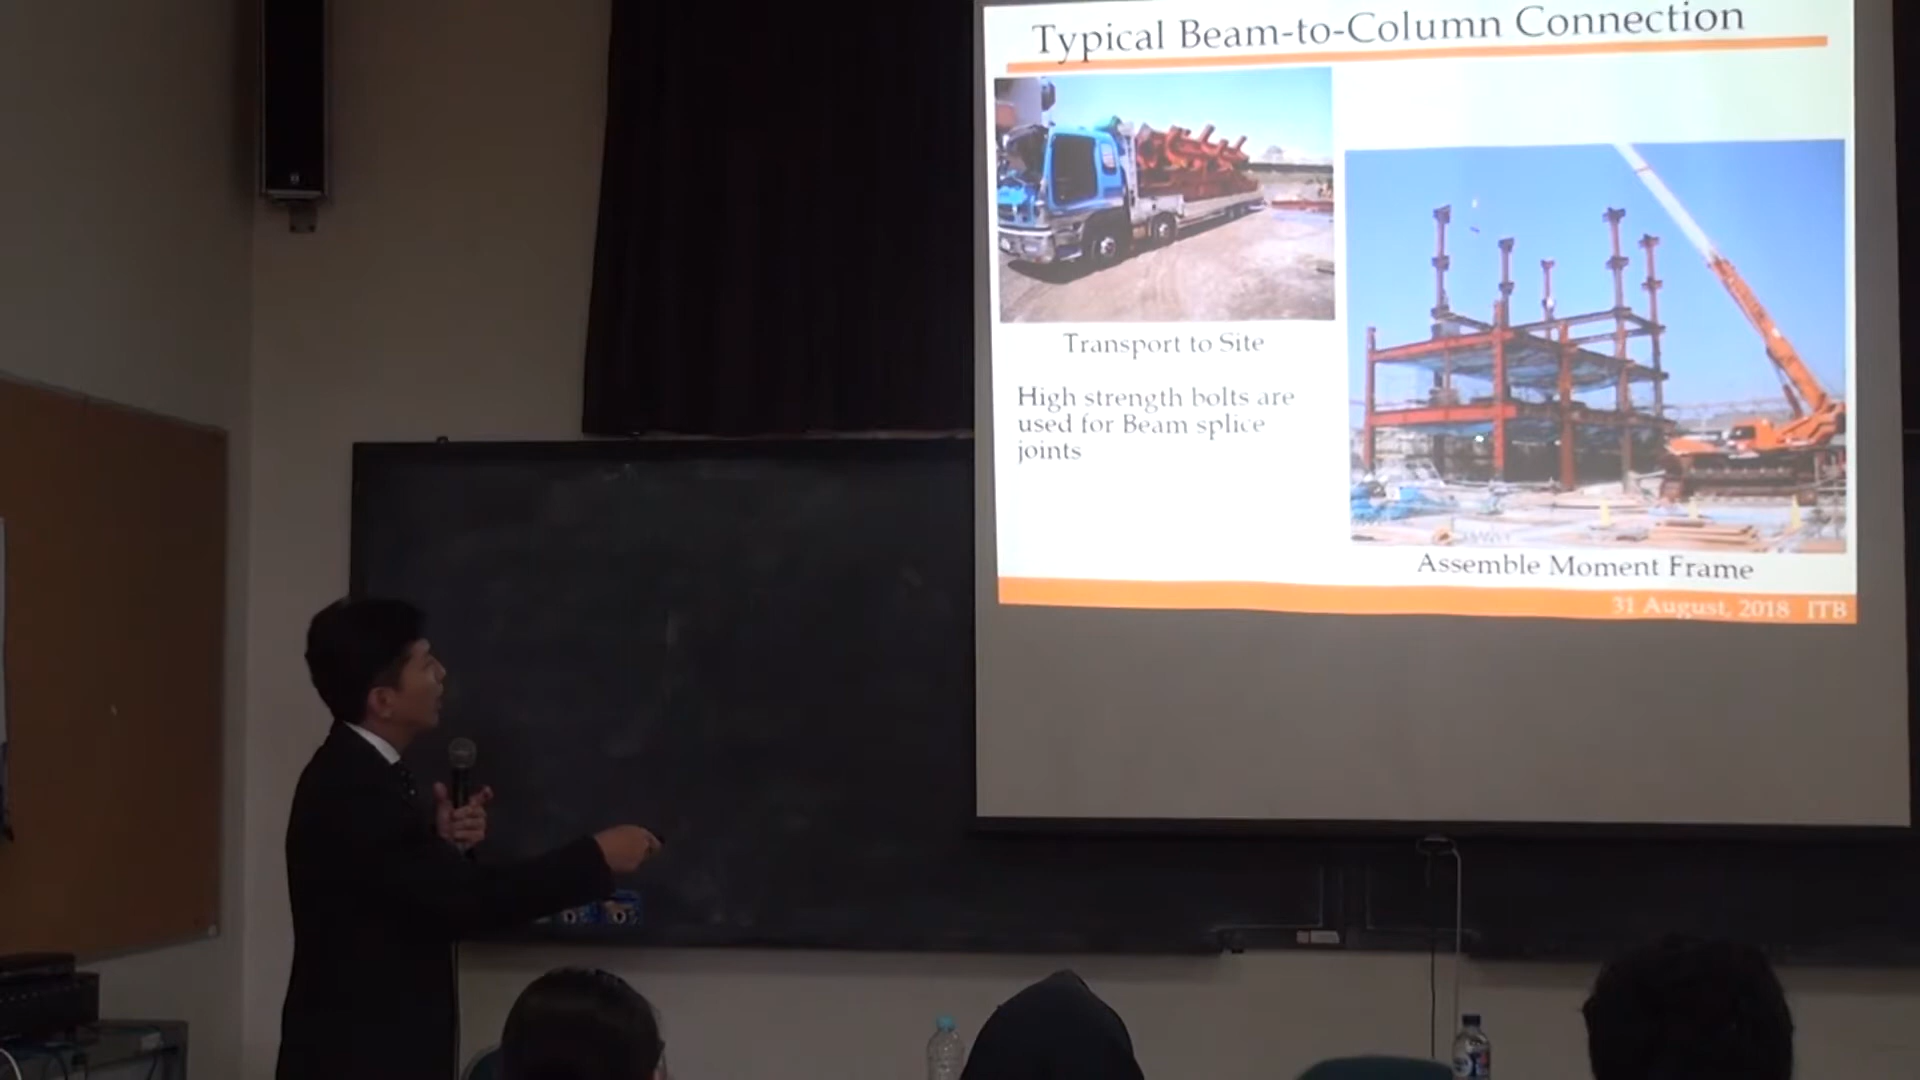 Typical Beam-to-Column Connection
Transport to Site
High strength bolts are
used for Beam splice
joints
Assemble Moment Frame
31 August, 2018 ITB